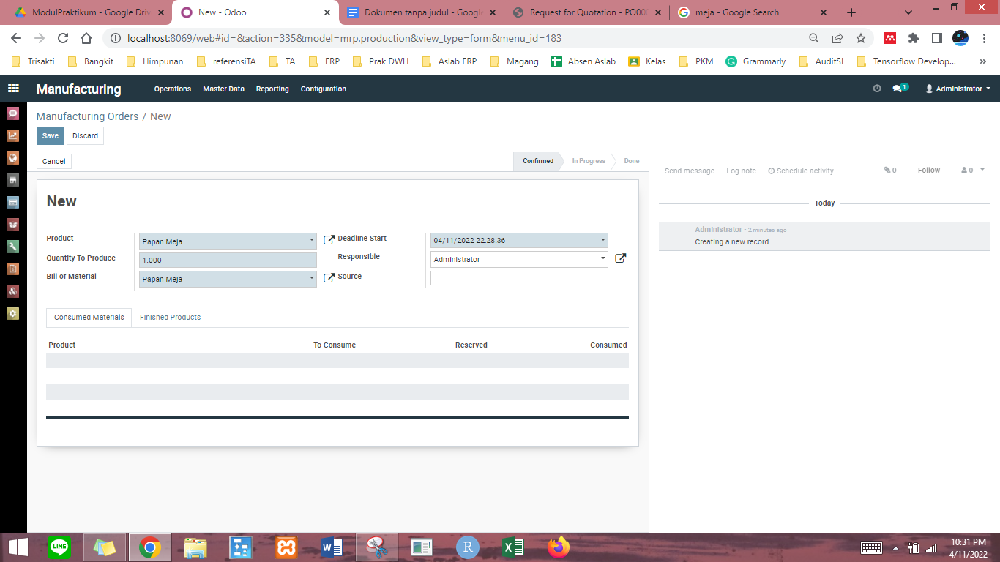 ModulPraktikum - Google Driv
New - Odoo
Dokumen tanpa judul - Googl
Request for Quotation - PO00
meja - Google Search
localhost:8069/web#id=&action=335&model=mrp.production&view_type=form&menu_id=183
Trisakti Bangkit Himpunan referensiTA TA ERP Prak DWH Aslab ERP Magang Absen Aslab Kelas PKM Grammarly AuditSI Tensorflow Develop... »
Manufacturing Operations Master Data Reporting Configuration 1 Administrator
Manufacturing Orders / New
Save Discard
Cancel Confirmed In Progress Done
Send message Log note Schedule activity 0 Follow 0
New
Today
Administrator - 2 minutes ago
Creating a new record...
Product Papan Meja Deadline Start 04/11/2022 22:28:36
Quantity To Produce 1.000 Responsible Administrator
Bill of Material Papan Meja Source
Consumed Materials Finished Products
Product To Consume Reserved Consumed
LINE
R
10:31 PM
4/11/2022